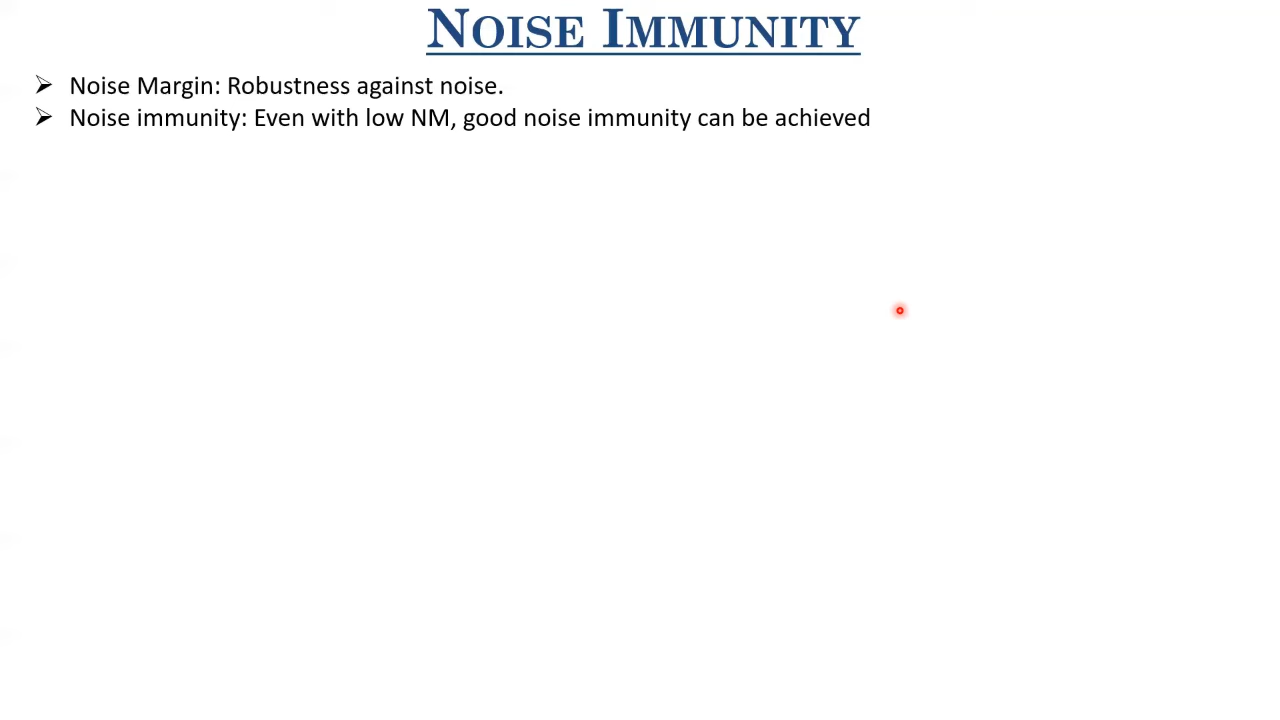 NOISE IMMUNITY
➢ Noise Margin: Robustness against noise.
➢ Noise immunity: Even with low NM, good noise immunity can be achieved